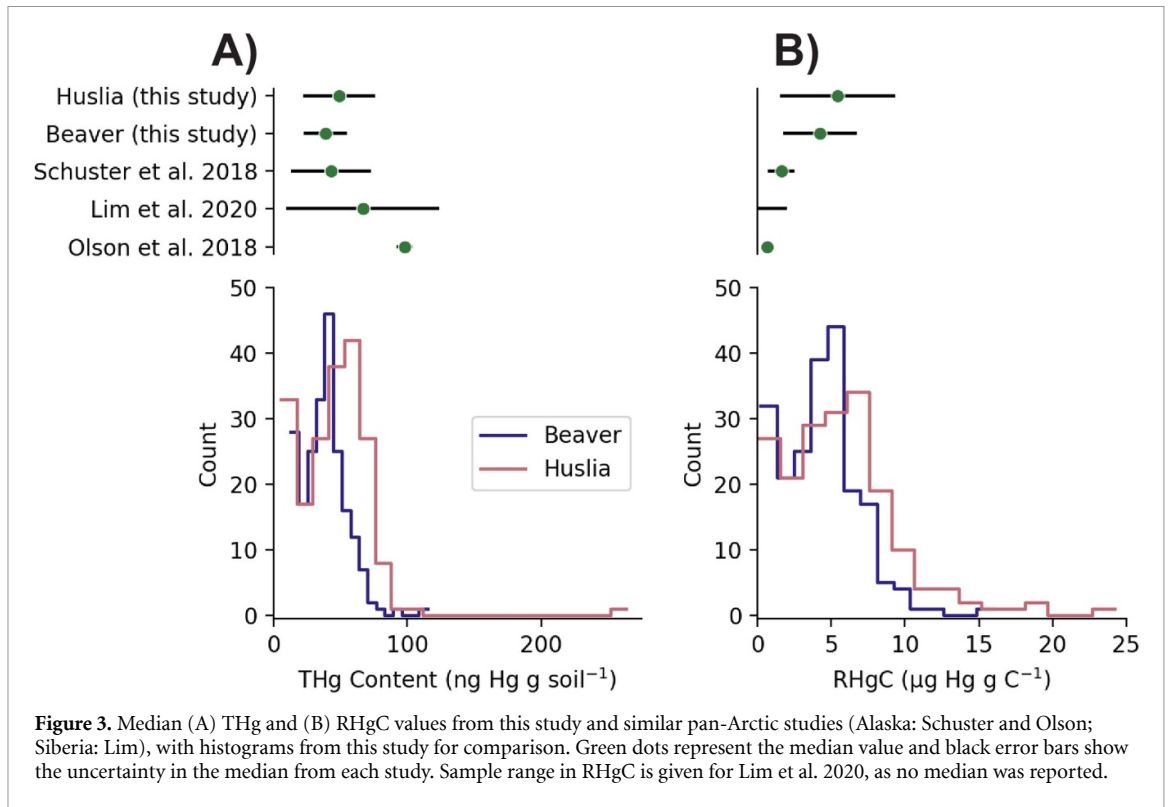 A)
B)
Huslia (this study)
Beaver (this study)
Schuster et al. 2018
Lim et al. 2020
Olson et al. 2018
50
40
30
20
10
0
Count
0
100
200
THg Content (ng Hg g soil⁻¹)
Beaver
Huslia
50
40
30
20
10
0
Count
0
5
10
15
20
25
RHgC (µg Hg g C⁻¹)
Figure 3. Median (A) THg and (B) RHgC values from this study and similar pan-Arctic studies (Alaska: Schuster and Olson;
Siberia: Lim), with histograms from this study for comparison. Green dots represent the median value and black error bars show
the uncertainty in the median from each study. Sample range in RHgC is given for Lim et al. 2020, as no median was reported.